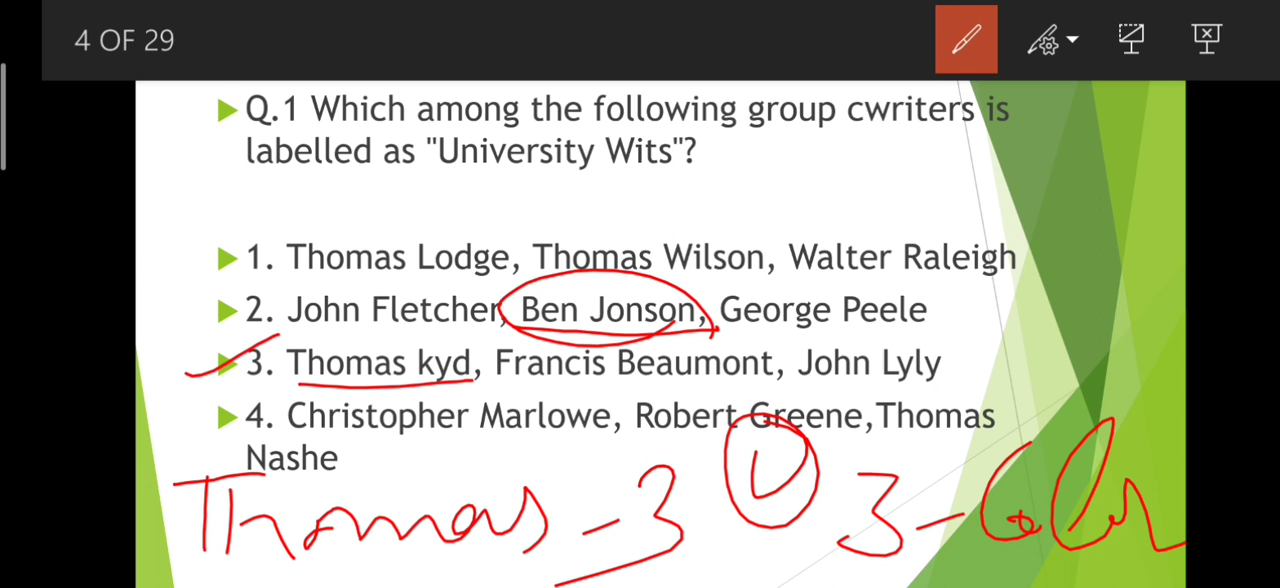 4 OF 29
Q.1 Which among the following group cwriters is
labelled as "University Wits"?
1. Thomas Lodge, Thomas Wilson, Walter Raleigh
2. John Fletcher, Ben Jonson, George Peele
3. Thomas kyd, Francis Beaumont, John Lyly
4. Christopher Marlowe, Robert Greene,Thomas
Nashe
Thomas - 3
3 -